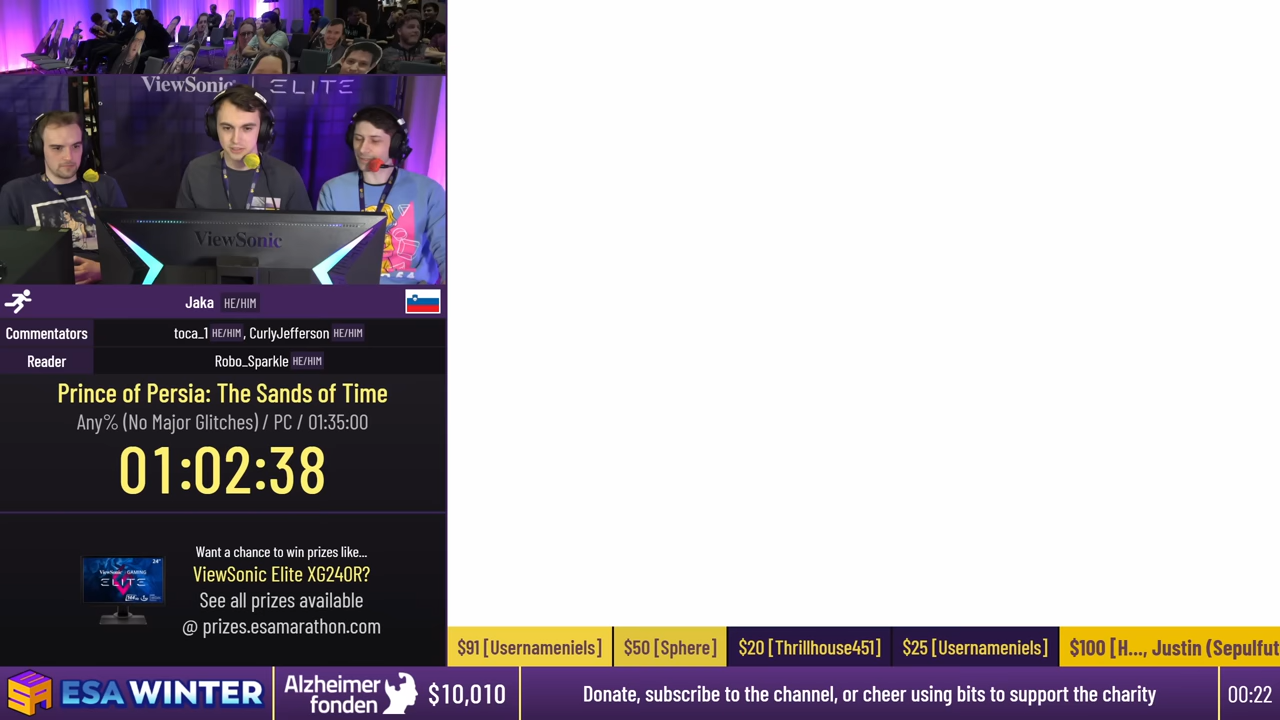 ViewSonic ELITE
ViewSonic
Jaka HE/HIM
Commentators toca_1 HE/HIM, CurlyJefferson HE/HIM
Reader Robo_Sparkle HE/HIM
Prince of Persia: The Sands of Time
Any% (No Major Glitches) / PC / 01:35:00
01:02:38
Want a chance to win prizes like...
ViewSonic Elite XG240R?
See all prizes available
@ prizes.esamarathon.com
24"
ViewSonic GAMING
ELITE
$91 [Usernameniels] $50 [Sphere] $20 [Thrillhouse451] $25 [Usernameniels] $100 [H..., Justin (Sepulfut
ESA WINTER
Alzheimer
fonden
$10,010
Donate, subscribe to the channel, or cheer using bits to support the charity
00:22